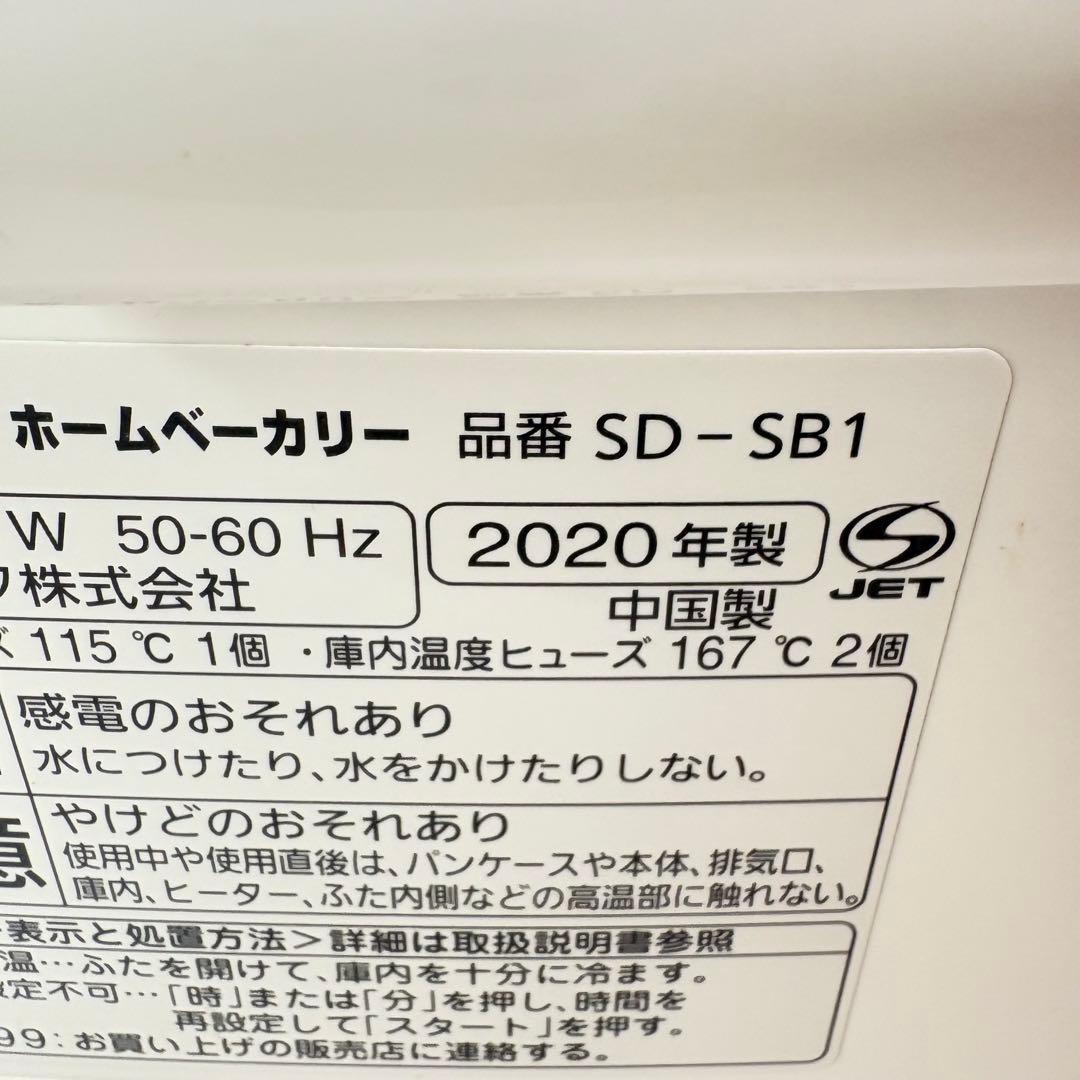 ホームベーカリー 品番 SD-SB1
W 50-60 Hz
2020年製
JET
株式会社
中国製
ズ 115℃ 1個 ・庫内温度ヒューズ 167℃ 2個
感電のおそれあり
水につけたり、水をかけたりしない。
意
やけどのおそれあり
使用中や使用直後は、パンケースや本体、排気口、
庫内、ヒーター、ふた内側などの高温部に触れない。
表示と処置方法>詳細は取扱説明書参照
温…ふたを開けて、庫内を十分に冷ます。
設定不可…「時」または「分」を押し、時間を
再設定して「スタート」を押す。
99:お買い上げの販売店に連絡する。